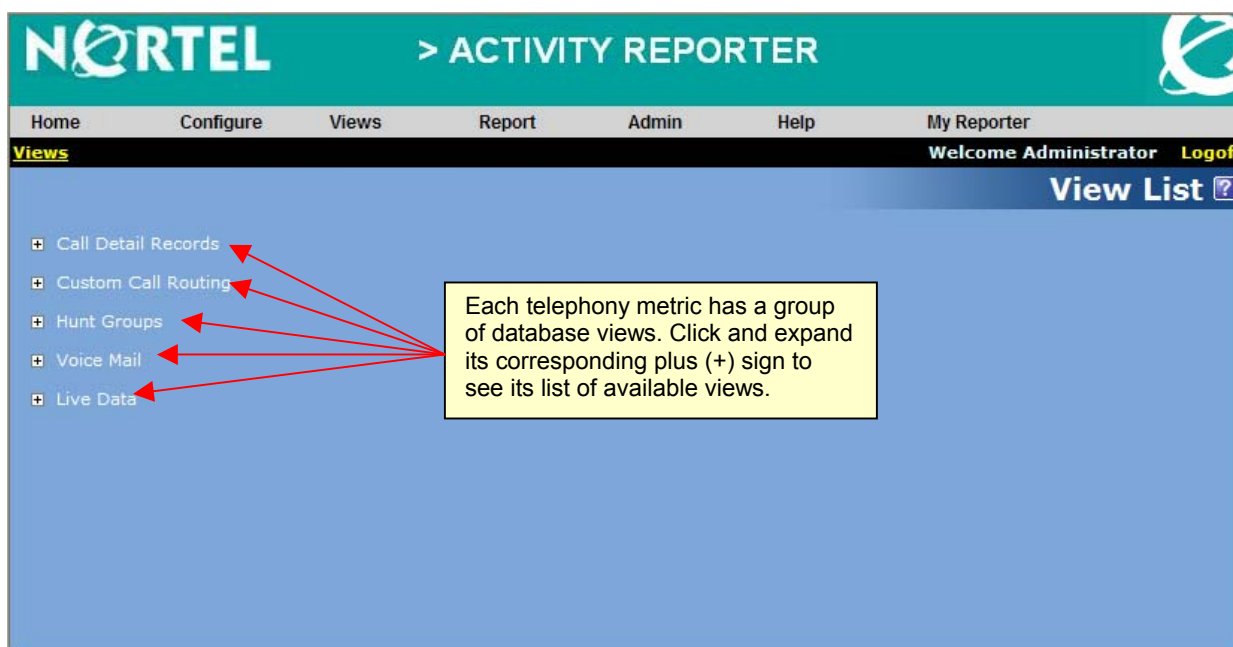 NORTEL > ACTIVITY REPORTER
Home Configure Views Report Admin Help My Reporter
Views Welcome Administrator Logof
View List ?
Call Detail Records
Custom Call Routing
Hunt Groups
Voice Mail
Live Data
Each telephony metric has a group
of database views. Click and expand
its corresponding plus (+) sign to
see its list of available views.